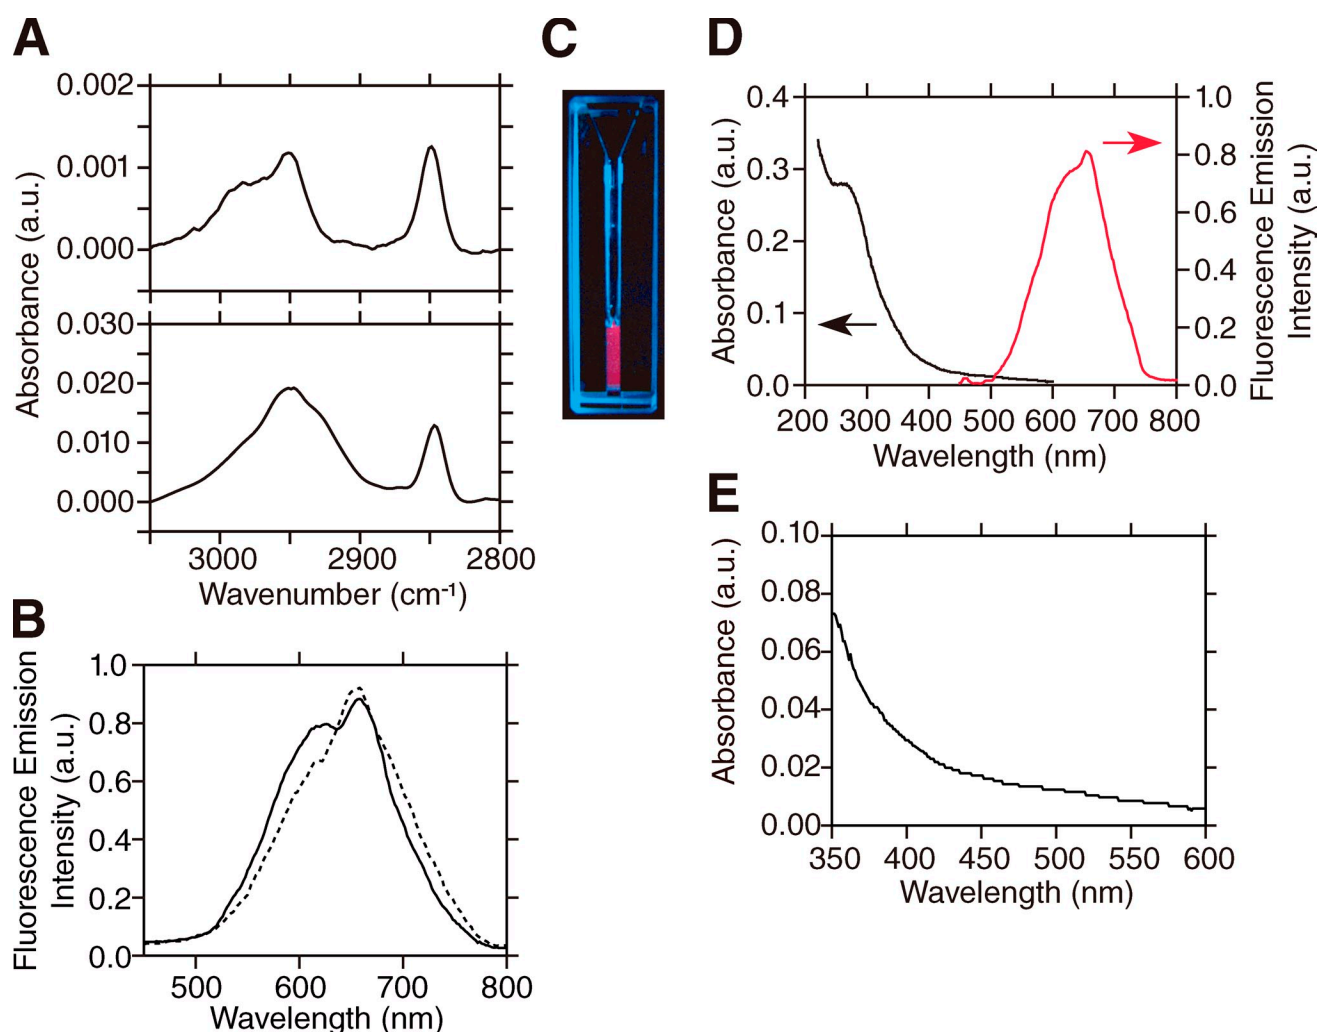 A
0.002
0.001
0.000
0.030
0.020
0.010
0.000
Absorbance (a.u.)
3000
2900
2800
Wavenumber (cm⁻¹)
B
1.0
0.8
0.6
0.4
0.2
0.0
Fluorescence Emission
Intensity (a.u.)
500
600
700
800
Wavelength (nm)
C
D
0.4
0.3
0.2
0.1
0.0
Absorbance (a.u.)
1.0
0.8
0.6
0.4
0.2
0.0
Fluorescence Emission
Intensity (a.u.)
200 300 400 500 600 700 800
Wavelength (nm)
E
0.10
0.08
0.06
0.04
0.02
0.00
Absorbance (a.u.)
350 400 450 500 550 600
Wavelength (nm)